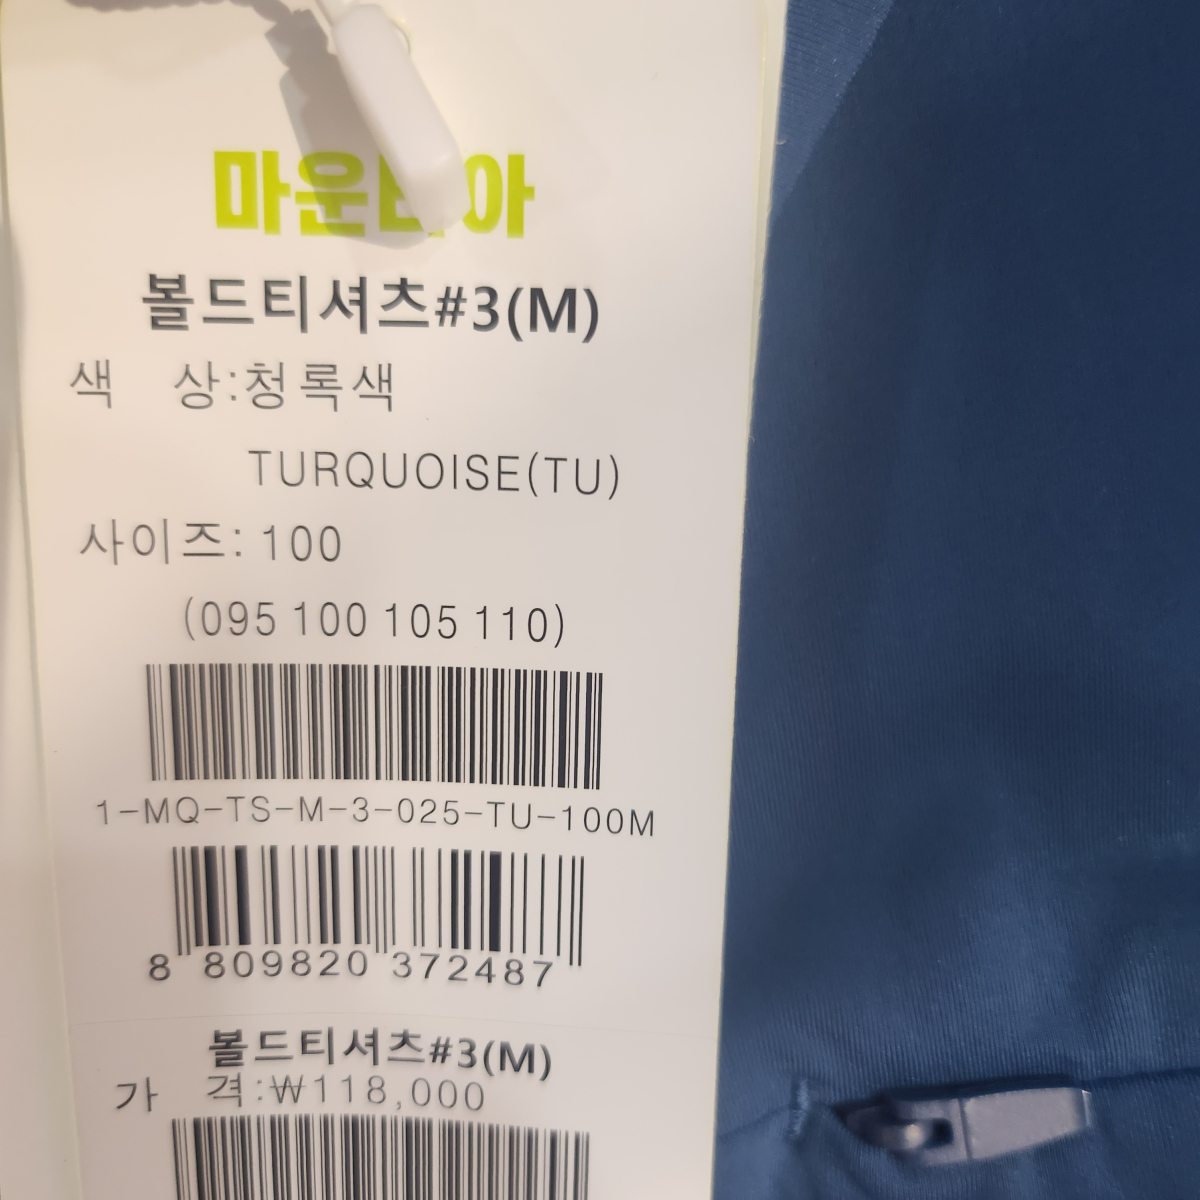 마운티아
볼드티셔츠#3(M)
색 상:청록색
TURQUOISE(TU)
사이즈: 100
(095 100 105 110)
1-MQ-TS-M-3-025-TU-100M
8 809820 372487
볼드티셔츠#3(M)
가 격:₩118,000